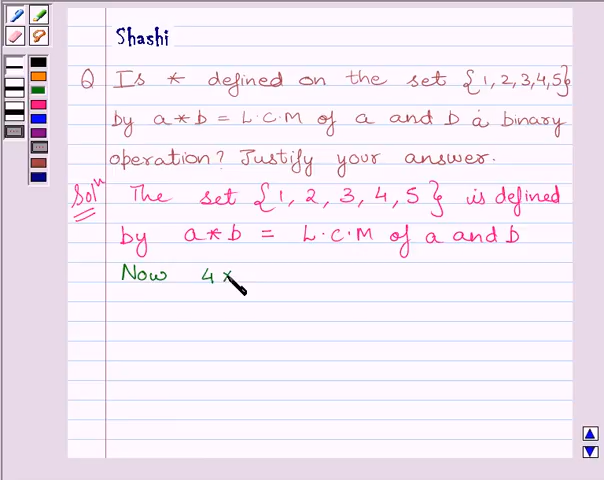 Shashi
Q Is * defined on the set {1, 2, 3, 4, 5}
by a * b = L.C.M of a and b a binary
operation? Justify your answer.
Solⁿ The set {1, 2, 3, 4, 5} is defined
by a * b = L.C.M of a and b
Now 4 *